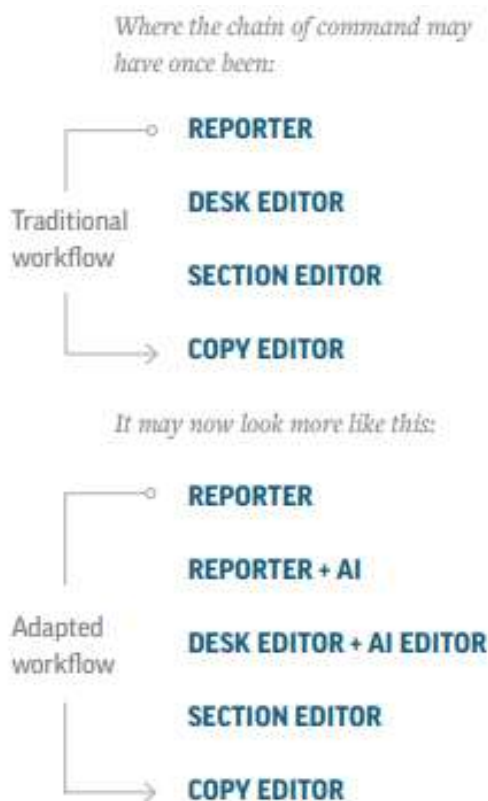 Where the chain of command may
have once been:
REPORTER
DESK EDITOR
Traditional
workflow
SECTION EDITOR
COPY EDITOR
It may now look more like this:
REPORTER
REPORTER + AI
DESK EDITOR + AI EDITOR
Adapted
workflow
SECTION EDITOR
COPY EDITOR